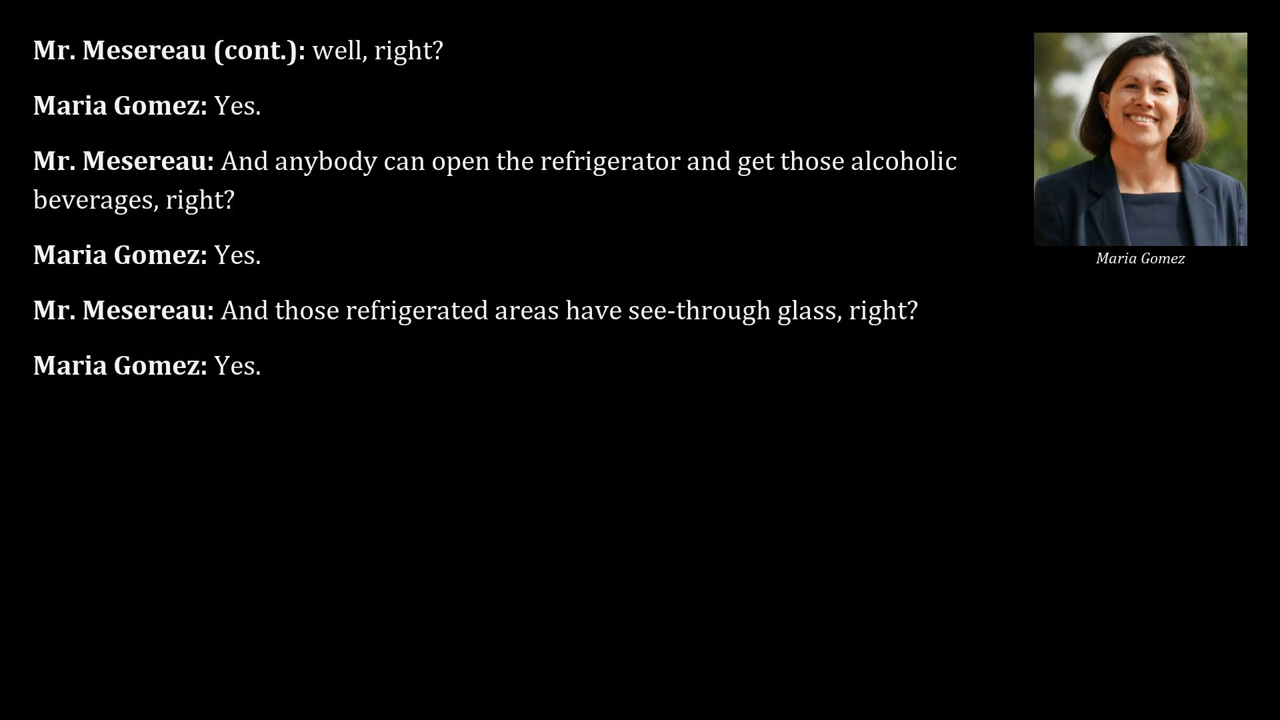 Mr. Mesereau (cont.): well, right?
Maria Gomez: Yes.
Mr. Mesereau: And anybody can open the refrigerator and get those alcoholic
beverages, right?
Maria Gomez: Yes.
Mr. Mesereau: And those refrigerated areas have see-through glass, right?
Maria Gomez: Yes.
Maria Gomez